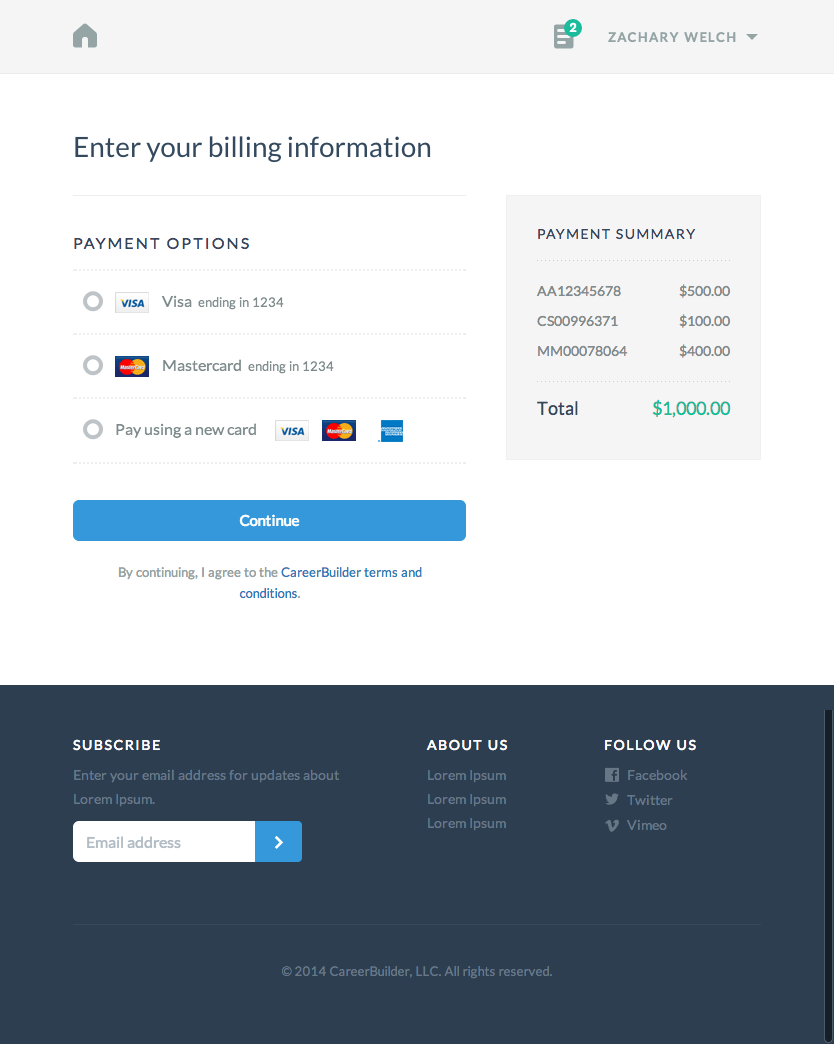 2
ZACHARY WELCH
Enter your billing information
PAYMENT OPTIONS
VISA Visa ending in 1234
MasterCard Mastercard ending in 1234
Pay using a new card VISA MasterCard
Continue
By continuing, I agree to the CareerBuilder terms and
conditions.
PAYMENT SUMMARY
AA12345678 $500.00
CS00996371 $100.00
MM00078064 $400.00
Total $1,000.00
SUBSCRIBE
Enter your email address for updates about
Lorem Ipsum.
Email address
ABOUT US
Lorem Ipsum
Lorem Ipsum
Lorem Ipsum
FOLLOW US
Facebook
Twitter
Vimeo
© 2014 CareerBuilder, LLC. All rights reserved.